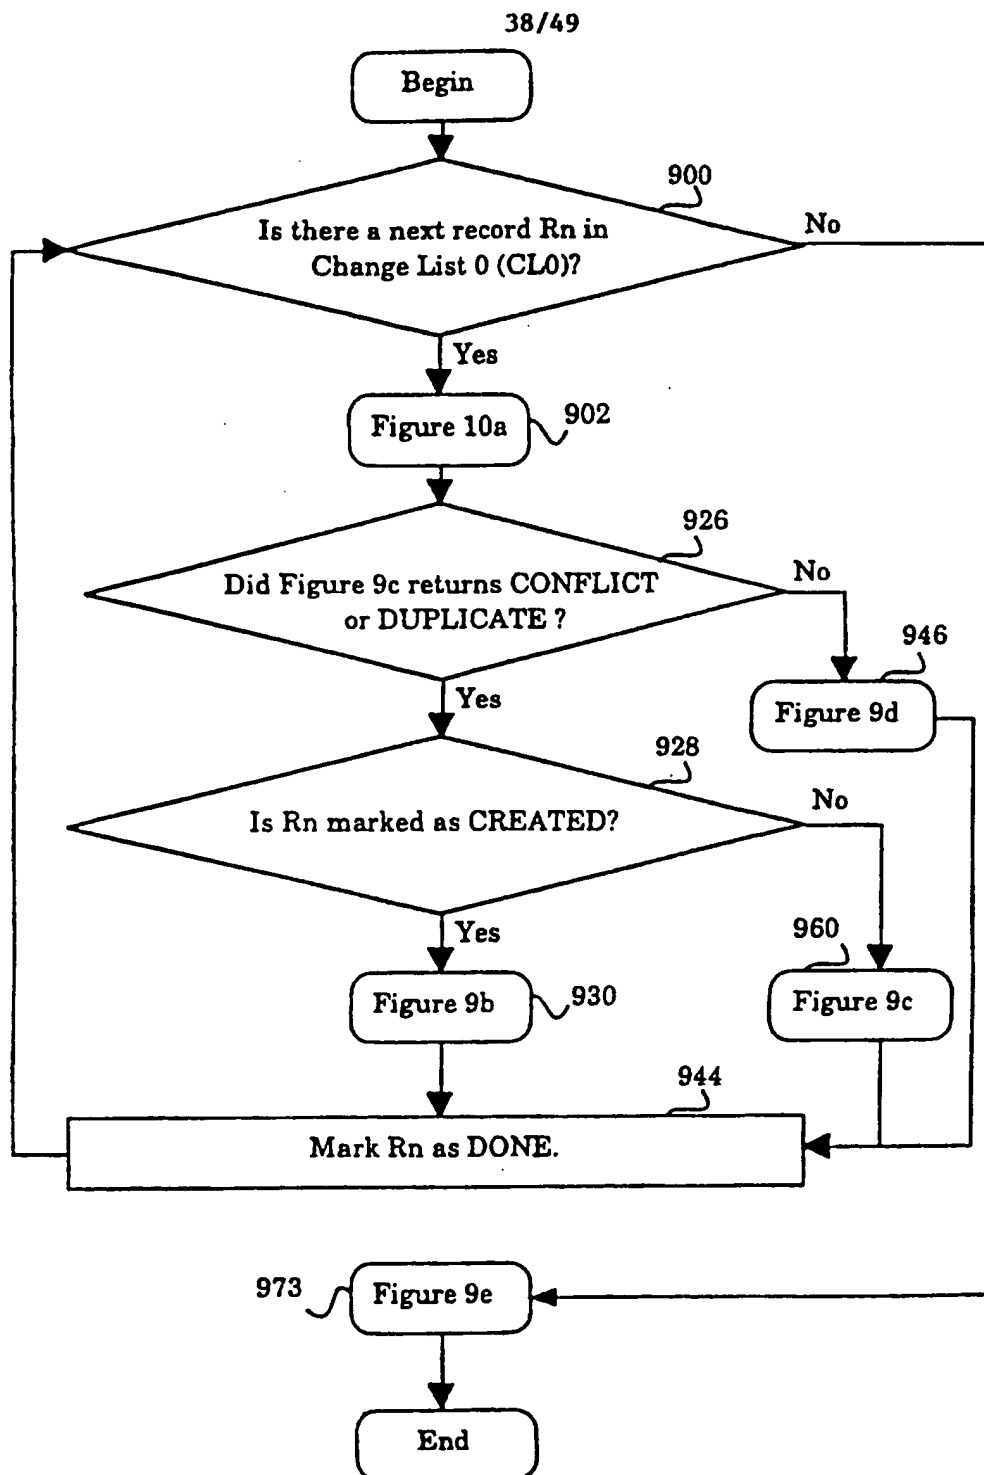 38/49
Begin
900
Is there a next record Rn in
Change List 0 (CL0)?
No
Yes
Figure 10a
902
926
Did Figure 9c returns CONFLICT
or DUPLICATE ?
No
946
Yes
Figure 9d
928
Is Rn marked as CREATED?
No
Yes
960
Figure 9b
930
Figure 9c
944
Mark Rn as DONE.
973
Figure 9e
End